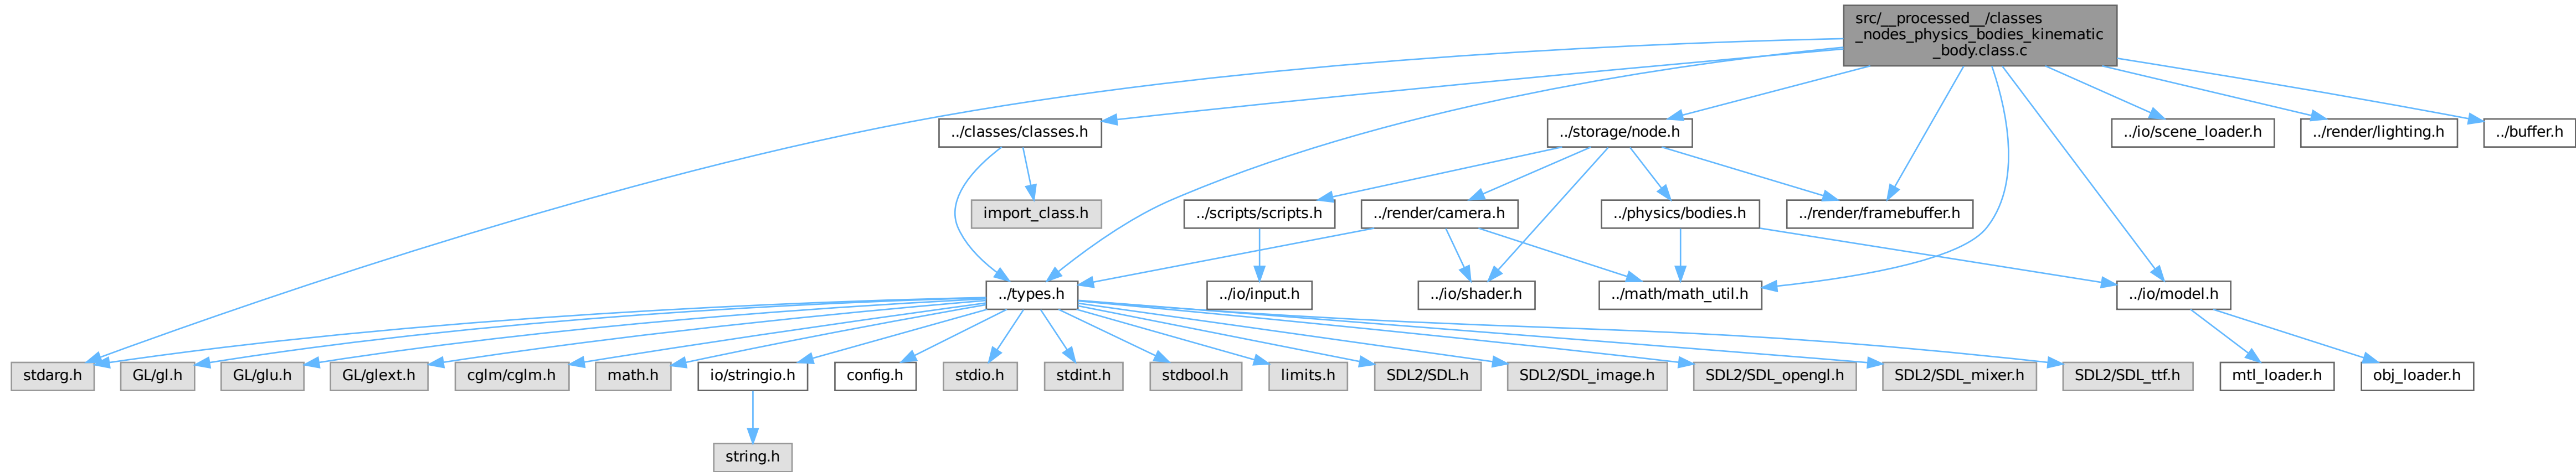 src/__processed__/classes
_nodes_physics_bodies_kinematic
_body.class.c
../classes/classes.h
../storage/node.h
../io/scene_loader.h
../render/lighting.h
../buffer.h
import_class.h
../scripts/scripts.h
../render/camera.h
../physics/bodies.h
../render/framebuffer.h
../types.h
../io/input.h
../io/shader.h
../math/math_util.h
../io/model.h
stdarg.h
GL/gl.h
GL/glu.h
GL/glext.h
cglm/cglm.h
math.h
io/stringio.h
config.h
stdio.h
stdint.h
stdbool.h
limits.h
SDL2/SDL.h
SDL2/SDL_image.h
SDL2/SDL_opengl.h
SDL2/SDL_mixer.h
SDL2/SDL_ttf.h
mtl_loader.h
obj_loader.h
string.h